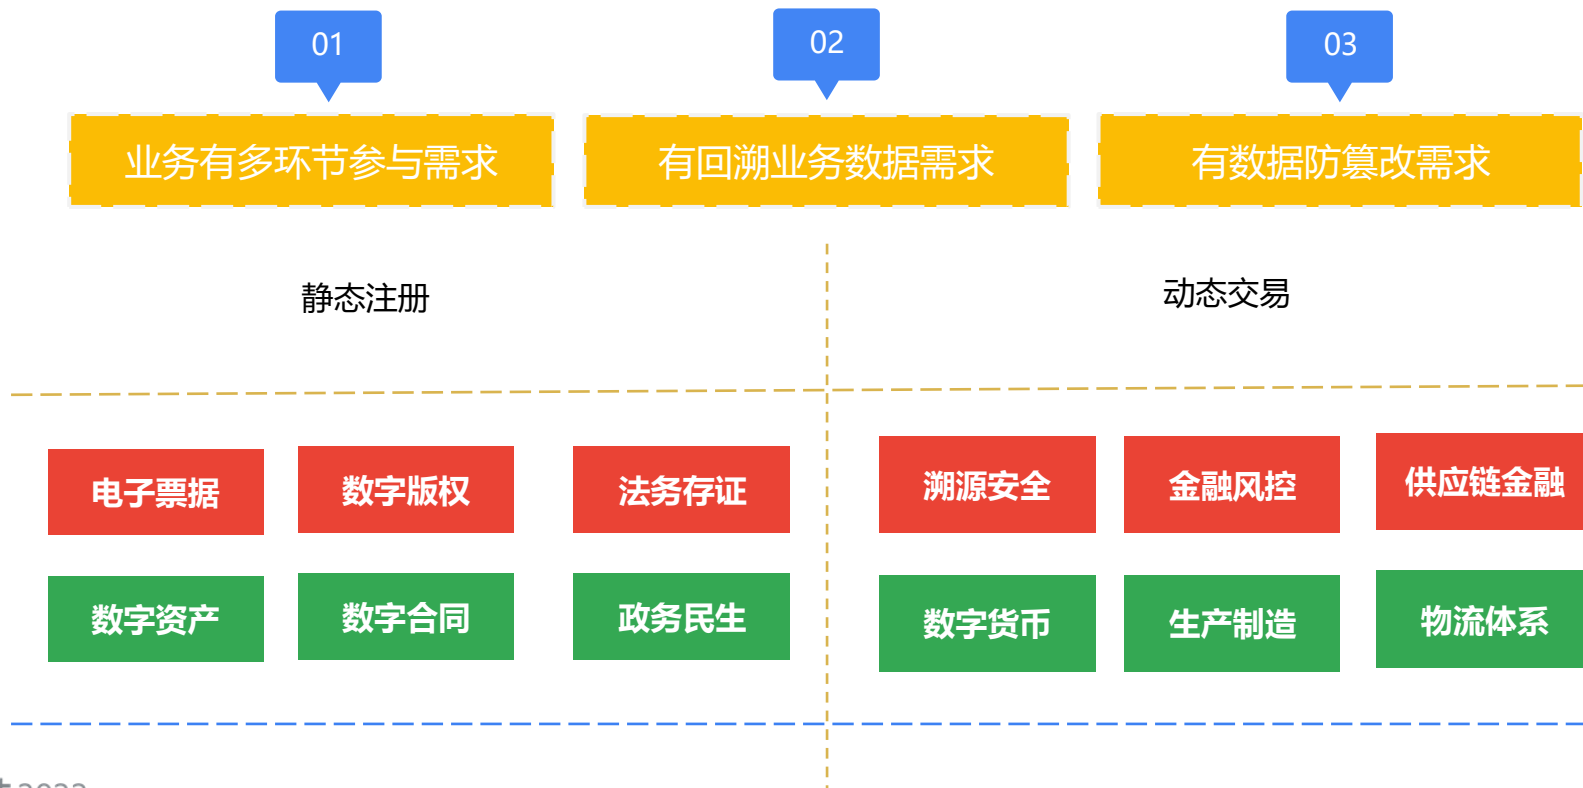 01
02
03
业务有多环节参与需求
有回溯业务数据需求
有数据防篡改需求
静态注册
动态交易
电子票据
数字版权
法务存证
溯源安全
金融风控
供应链金融
数字资产
数字合同
政务民生
数字货币
生产制造
物流体系